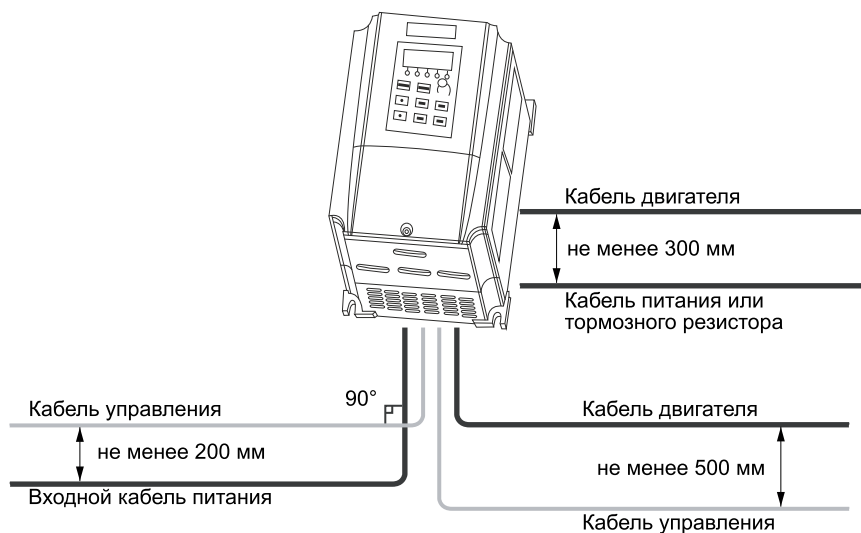 Кабель двигателя
не менее 300 мм
Кабель питания или
тормозного резистора
90°
Кабель управления
не менее 200 мм
Входной кабель питания
Кабель двигателя
не менее 500 мм
Кабель управления